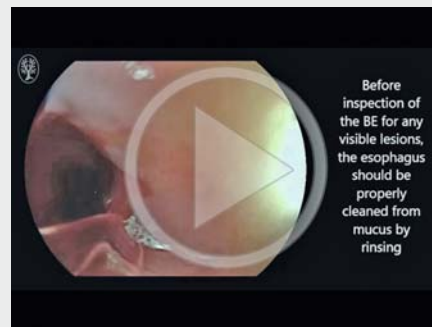 Before
inspection of
the BE for any
visible lesions,
the esophagus
should be
properly
cleaned from
mucus by
rinsing